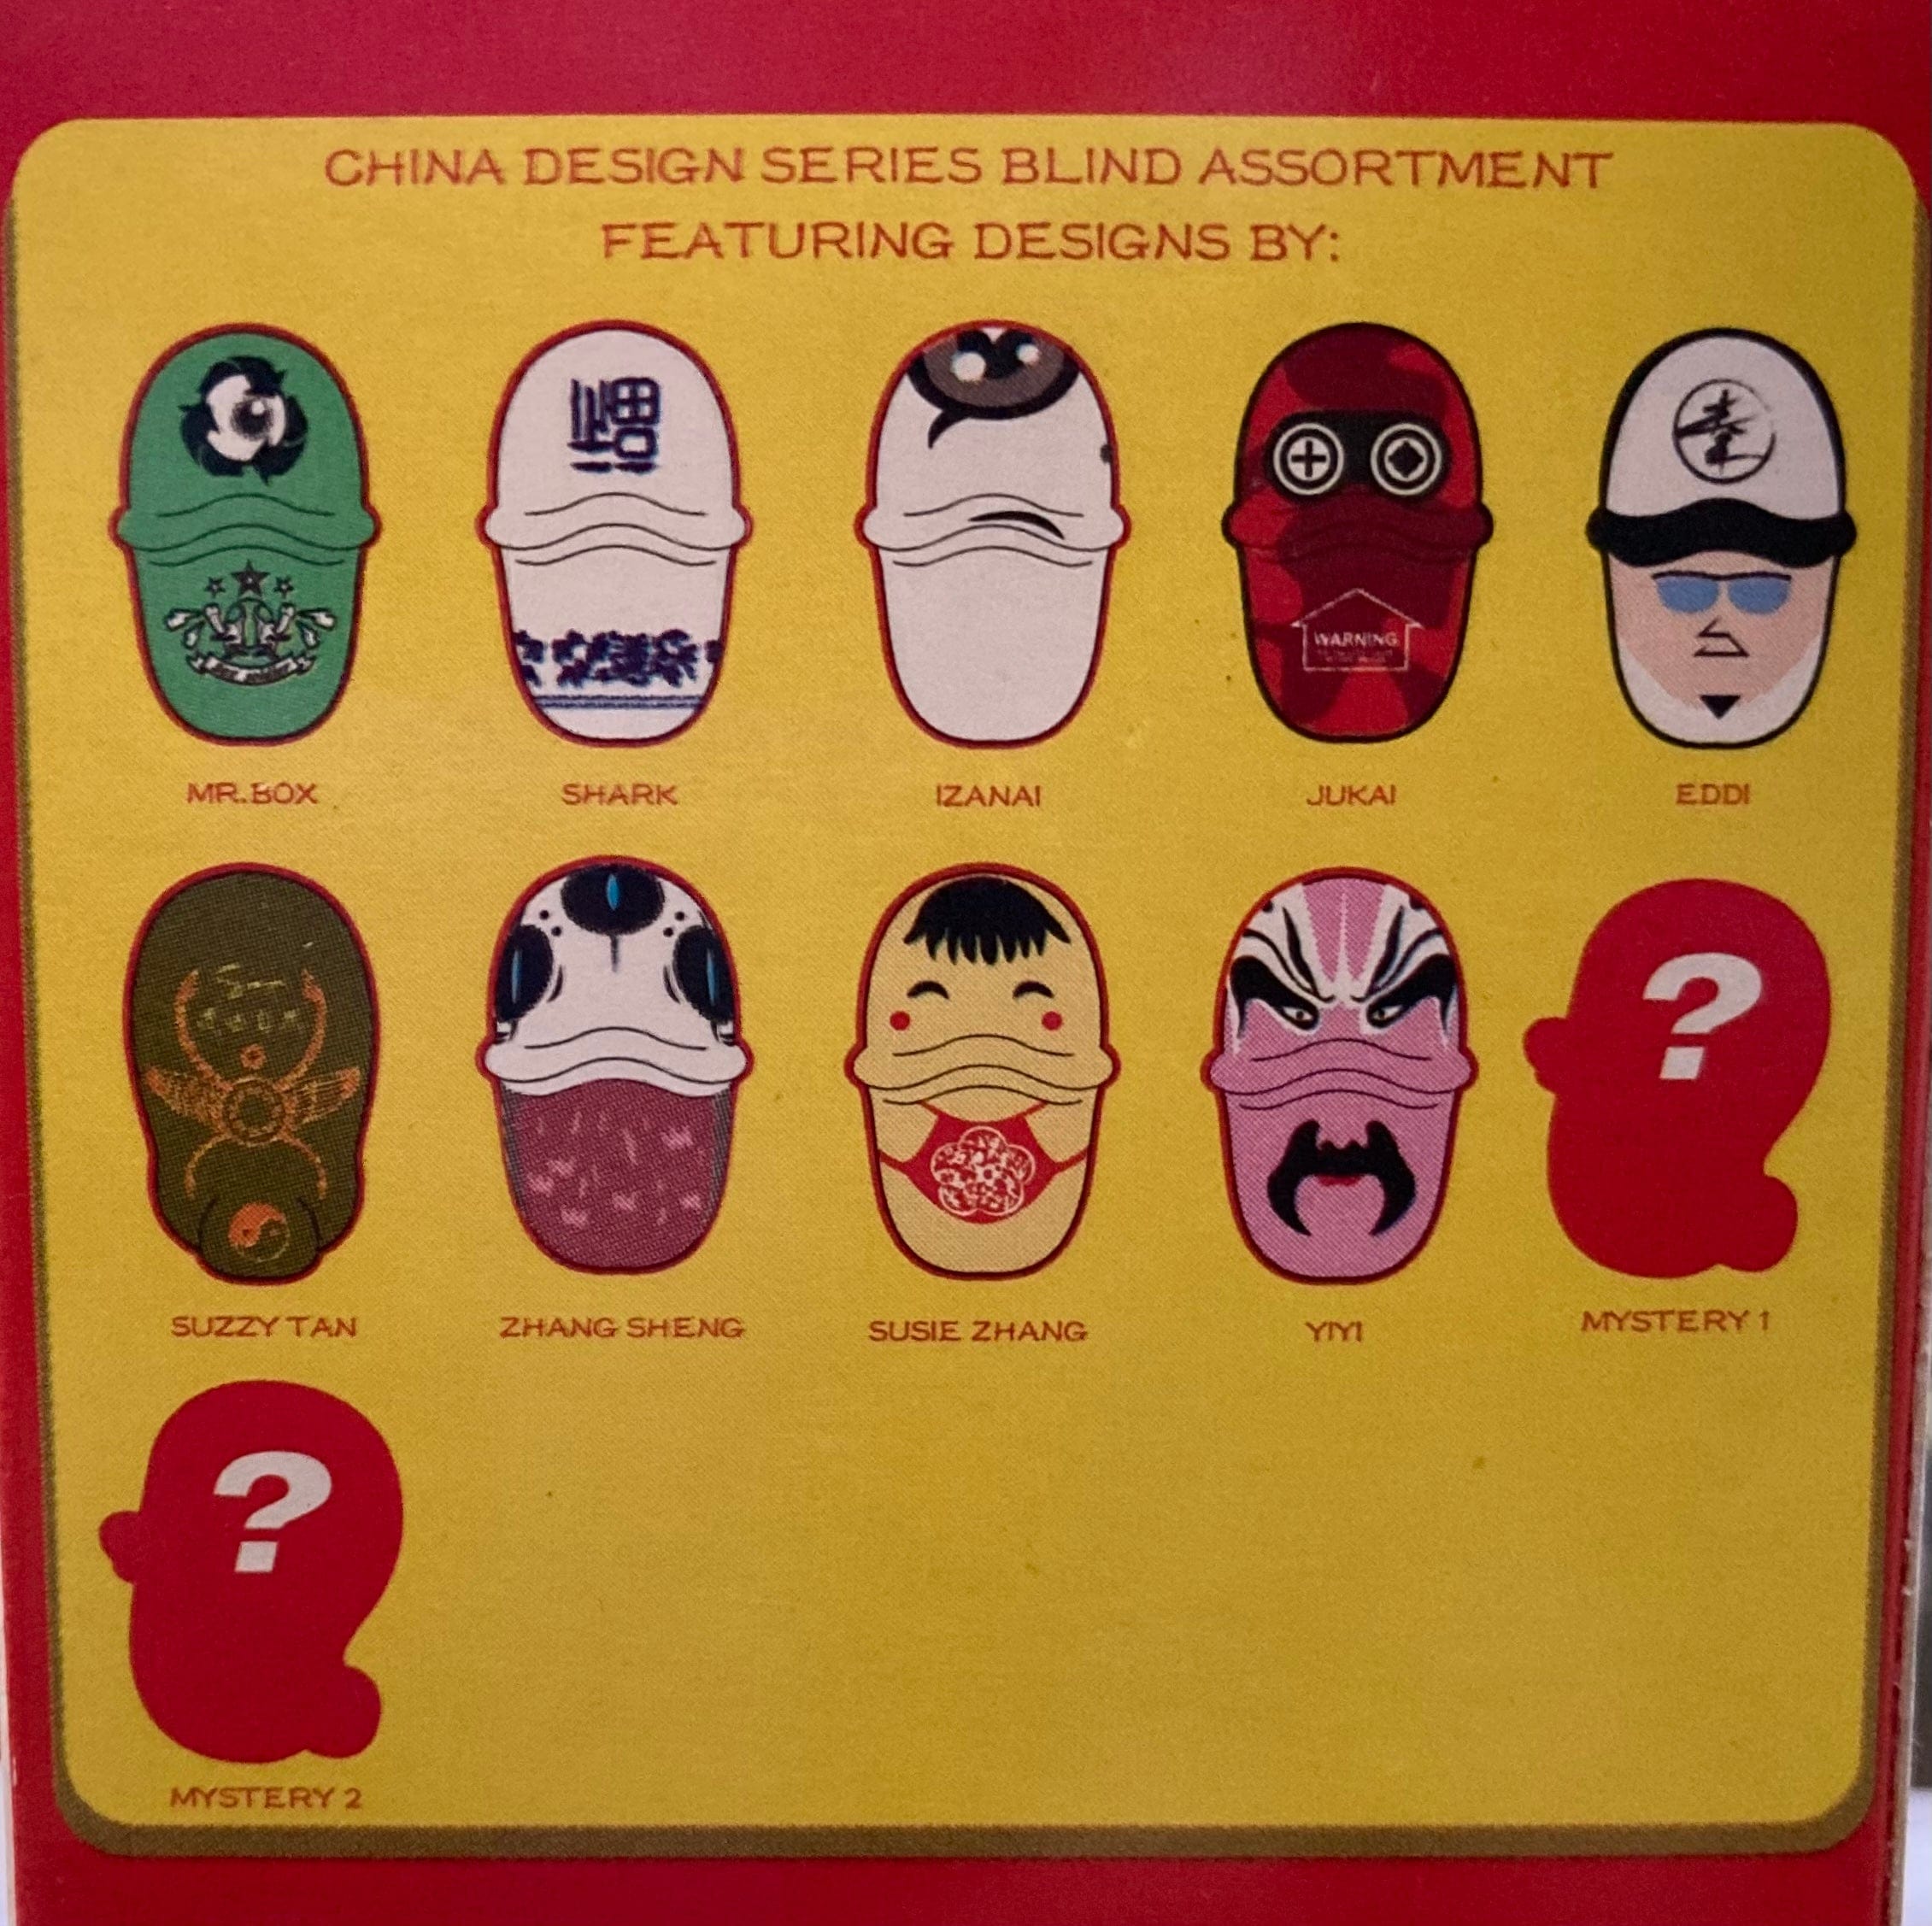 CHINA DESIGN SERIES BLIND ASSORTMENT
FEATURING DESIGNS BY:
WARNING
MR. BOX
SHARK
IZANAI
JUKAI
EDDI
?
SUZZY TAN
ZHANG SHENG
SUSIE ZHANG
YIYI
MYSTERY 1
?
MYSTERY 2